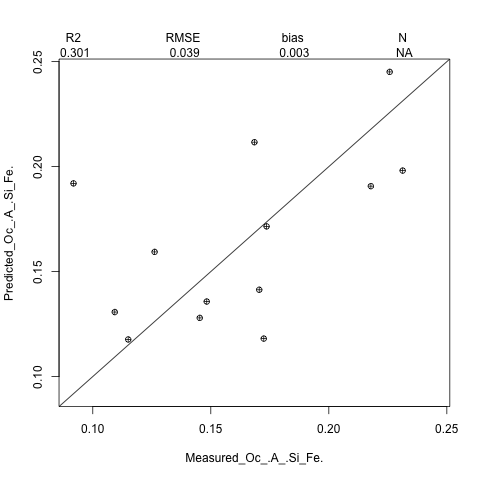 R2 RMSE bias N
0.301 0.039 0.003 NA
0.25
0.20
0.15
0.10
Predicted_Oc_.A_.Si_Fe.
0.10 0.15 0.20 0.25
Measured_Oc_.A_.Si_Fe.